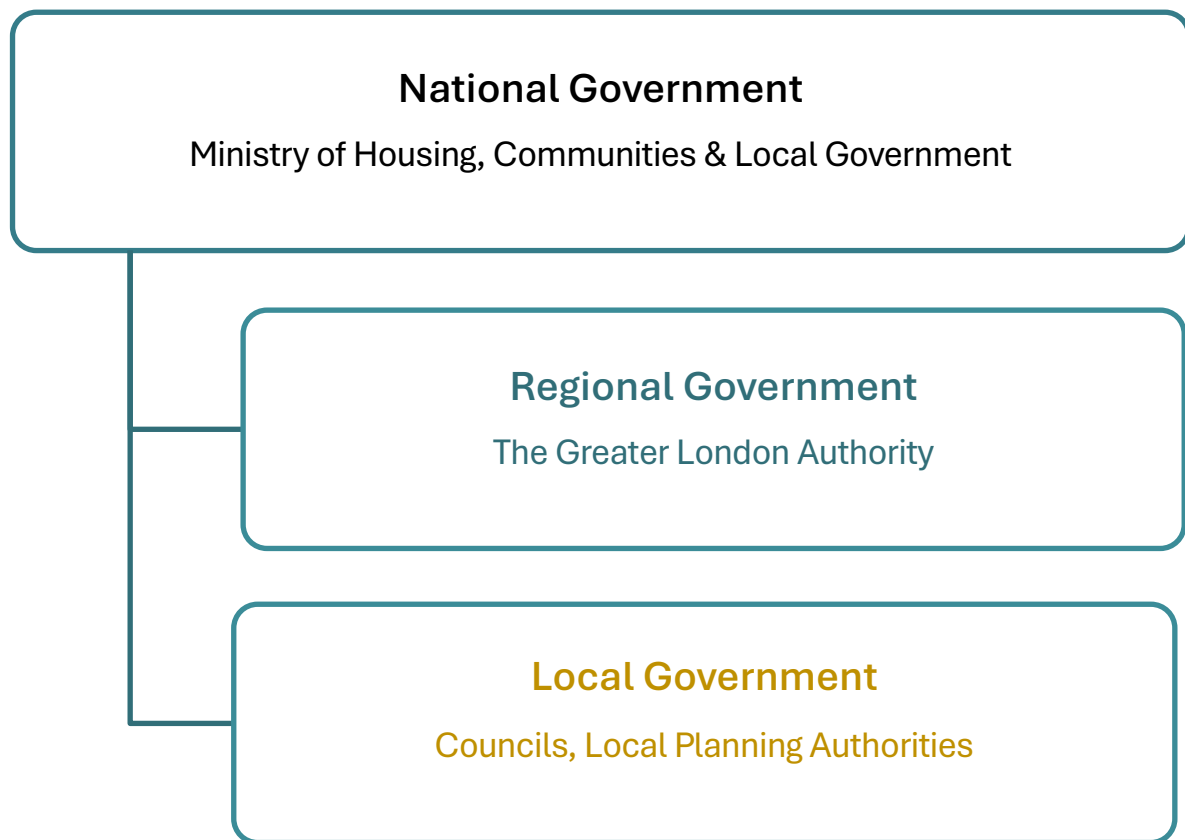 National Government
Ministry of Housing, Communities & Local Government
Regional Government
The Greater London Authority
Local Government
Councils, Local Planning Authorities